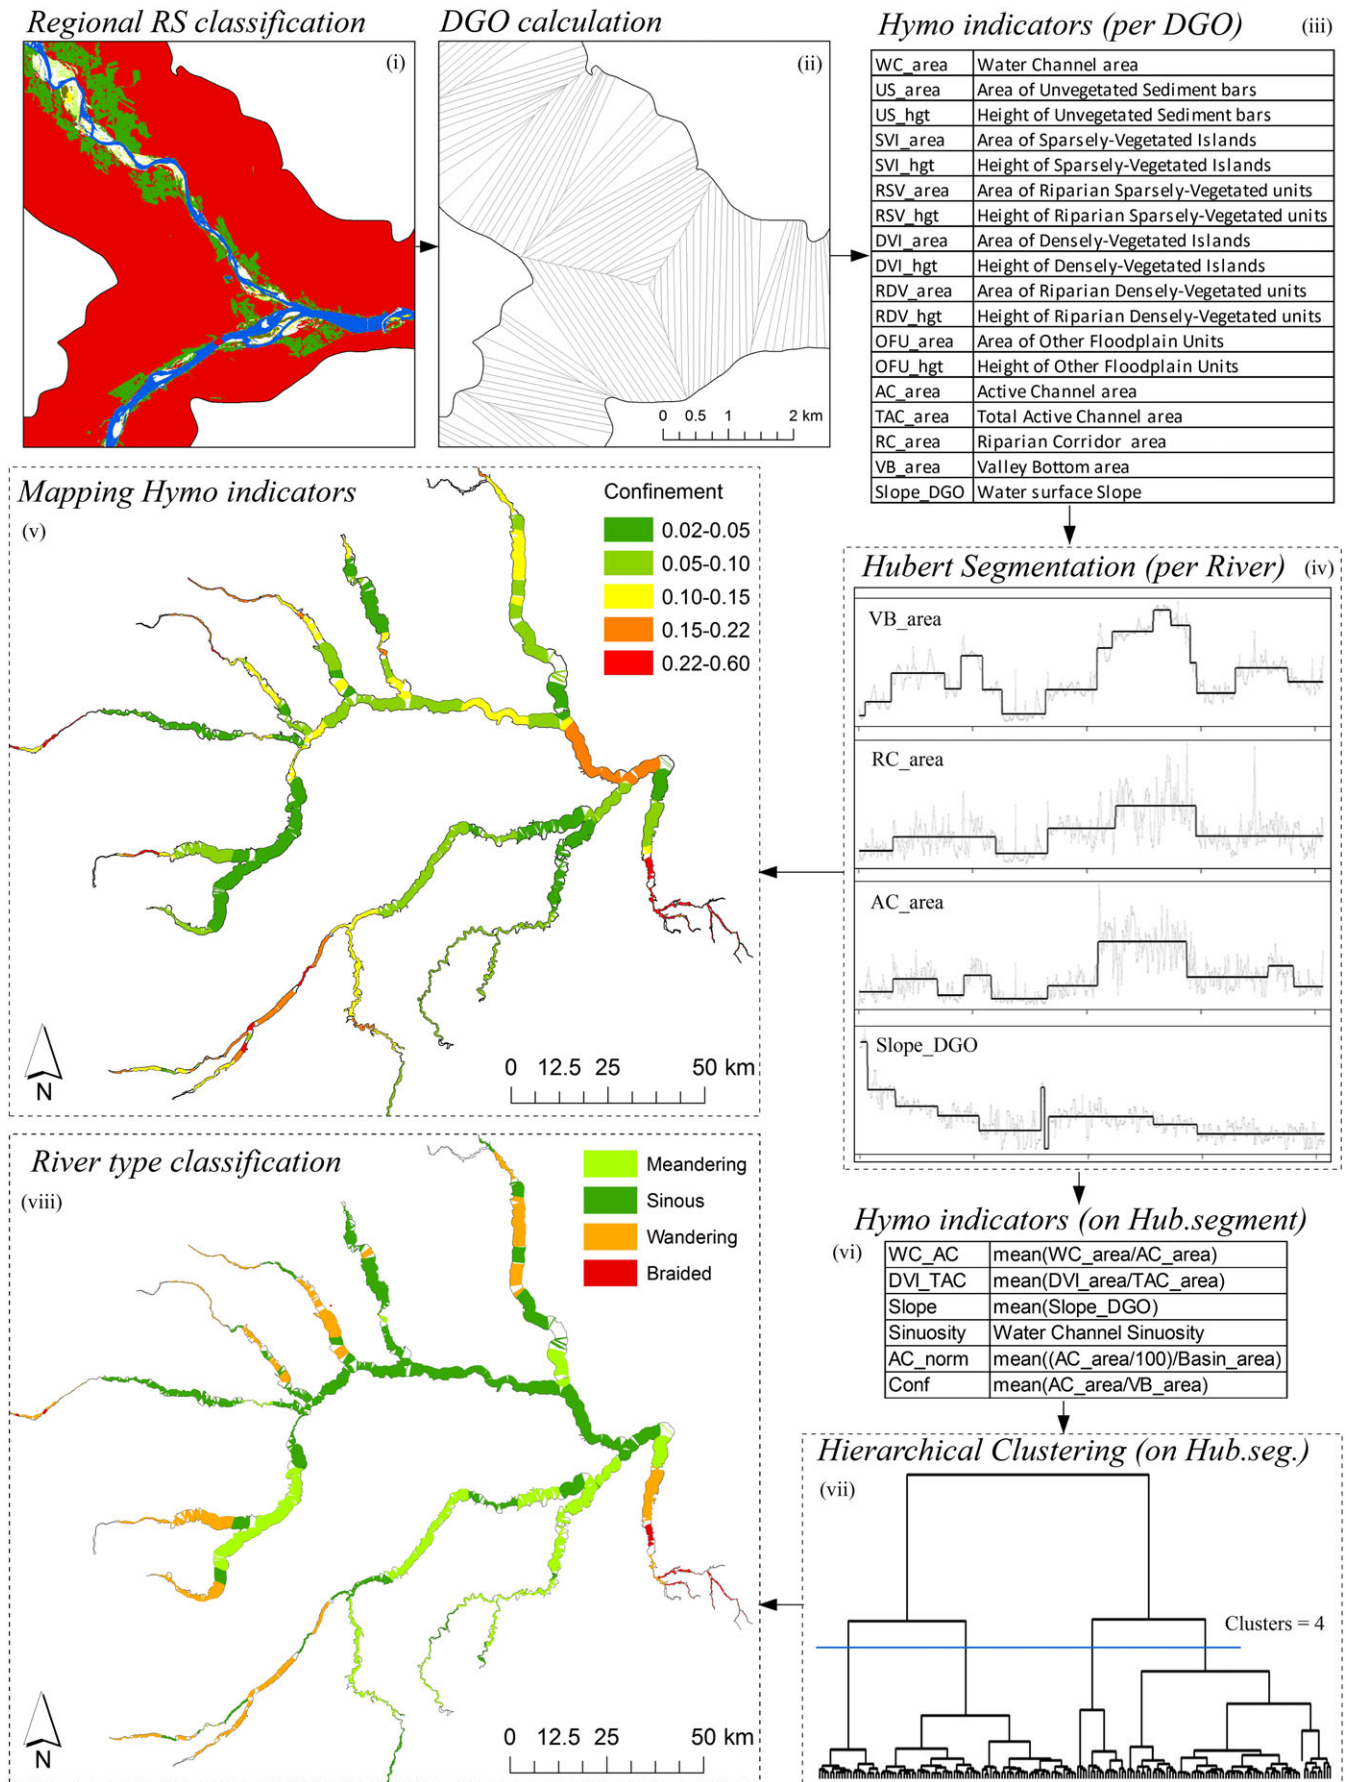 Regional RS classification
(i)
DGO calculation
(ii)
0 0.5 1 2 km
Hymo indicators (per DGO) (iii)
WC_area Water Channel area
US_area Area of Unvegetated Sediment bars
US_hgt Height of Unvegetated Sediment bars
SVI_area Area of Sparsely-Vegetated Islands
SVI_hgt Height of Sparsely-Vegetated Islands
RSV_area Area of Riparian Sparsely-Vegetated units
RSV_hgt Height of Riparian Sparsely-Vegetated units
DVI_area Area of Densely-Vegetated Islands
DVI_hgt Height of Densely-Vegetated Islands
RDV_area Area of Riparian Densely-Vegetated units
RDV_hgt Height of Riparian Densely-Vegetated units
OFU_area Area of Other Floodplain Units
OFU_hgt Height of Other Floodplain Units
AC_area Active Channel area
TAC_area Total Active Channel area
RC_area Riparian Corridor area
VB_area Valley Bottom area
Slope_DGO Water surface Slope
Hubert Segmentation (per River) (iv)
VB_area
RC_area
AC_area
Slope_DGO
Mapping Hymo indicators
(v)
Confinement
0.02-0.05
0.05-0.10
0.10-0.15
0.15-0.22
0.22-0.60
N
0 12.5 25 50 km
Hymo indicators (on Hub.segment)
(vi)
WC_AC mean(WC_area/AC_area)
DVI_TAC mean(DVI_area/TAC_area)
Slope mean(Slope_DGO)
Sinuosity Water Channel Sinuosity
AC_norm mean((AC_area/100)/Basin_area)
Conf mean(AC_area/VB_area)
Hierarchical Clustering (on Hub.seg.)
(vii)
Clusters = 4
River type classification
(viii)
Meandering
Sinous
Wandering
Braided
N
0 12.5 25 50 km